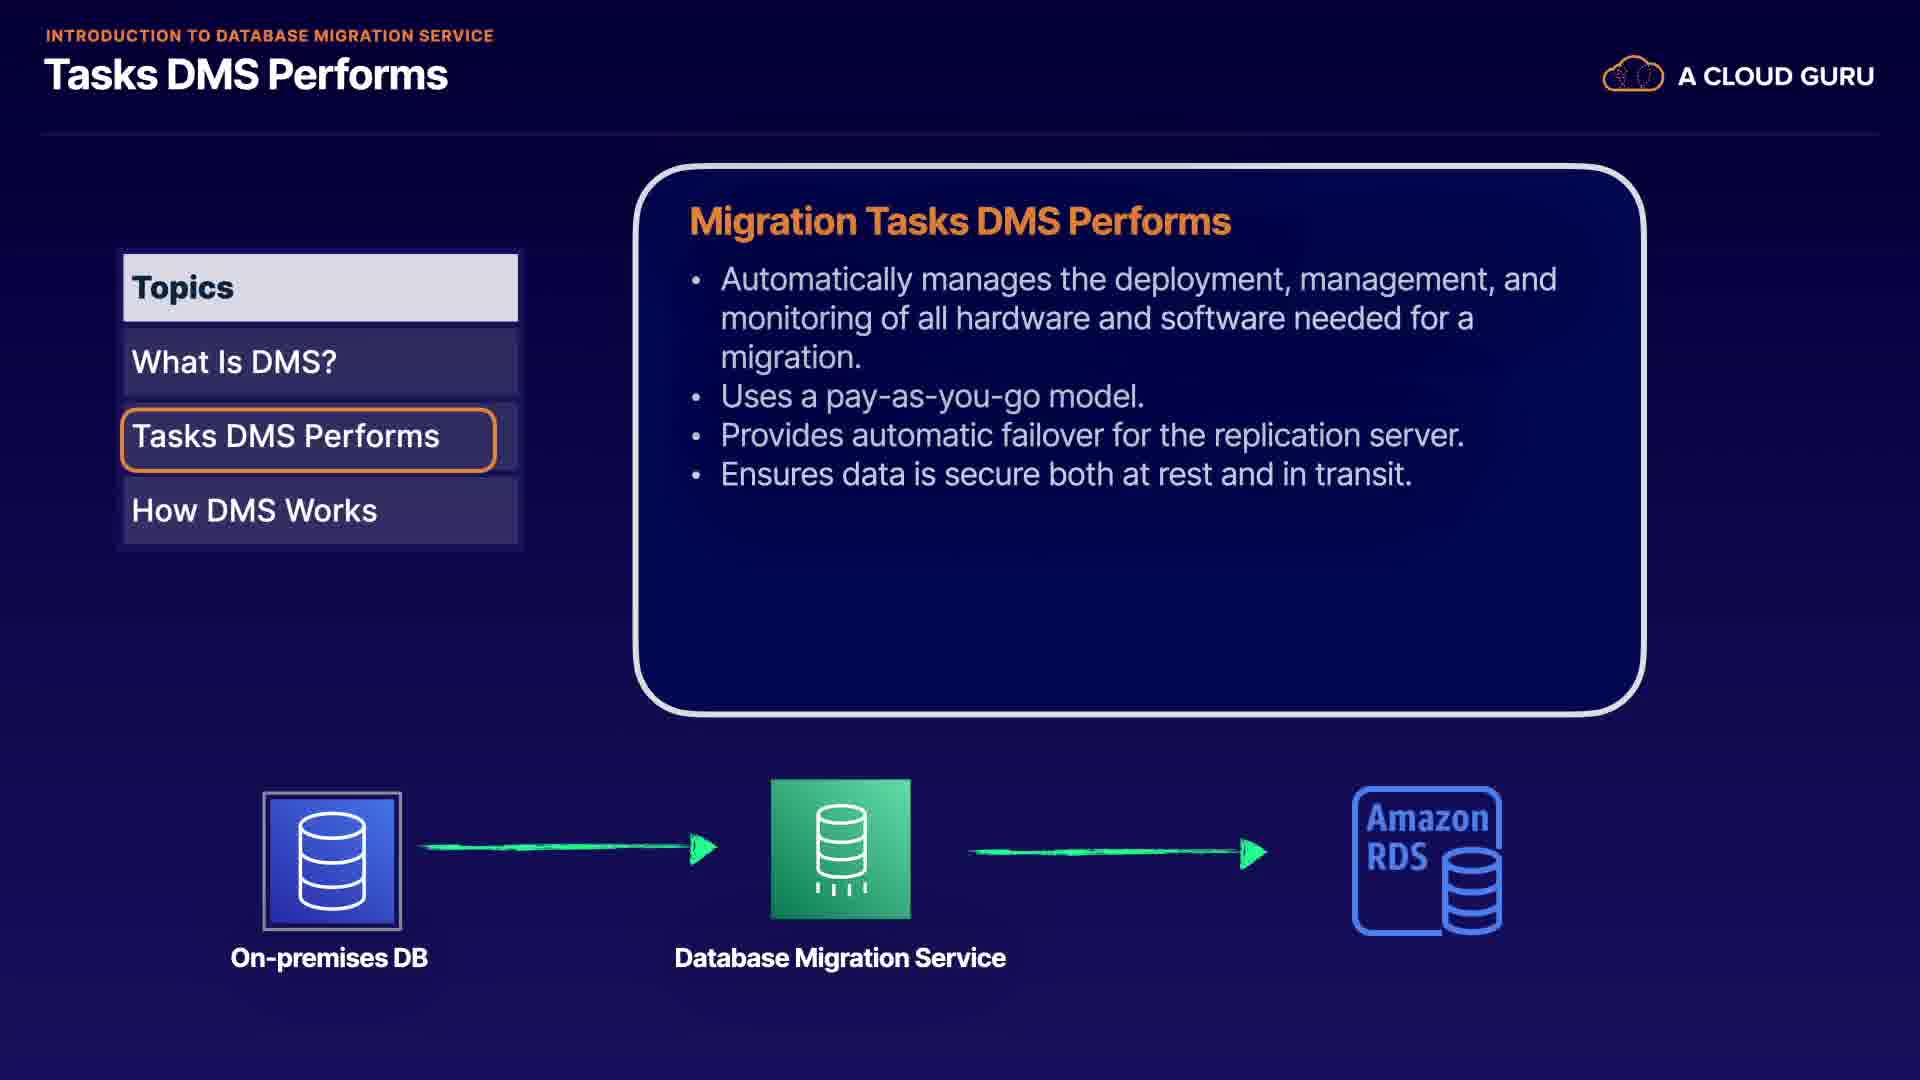 INTRODUCTION TO DATABASE MIGRATION SERVICE
Tasks DMS Performs
A CLOUD GURU
Topics
What Is DMS?
Tasks DMS Performs
How DMS Works
Migration Tasks DMS Performs
• Automatically manages the deployment, management, and
monitoring of all hardware and software needed for a
migration.
• Uses a pay-as-you-go model.
• Provides automatic failover for the replication server.
• Ensures data is secure both at rest and in transit.
Amazon
RDS
On-premises DB
Database Migration Service